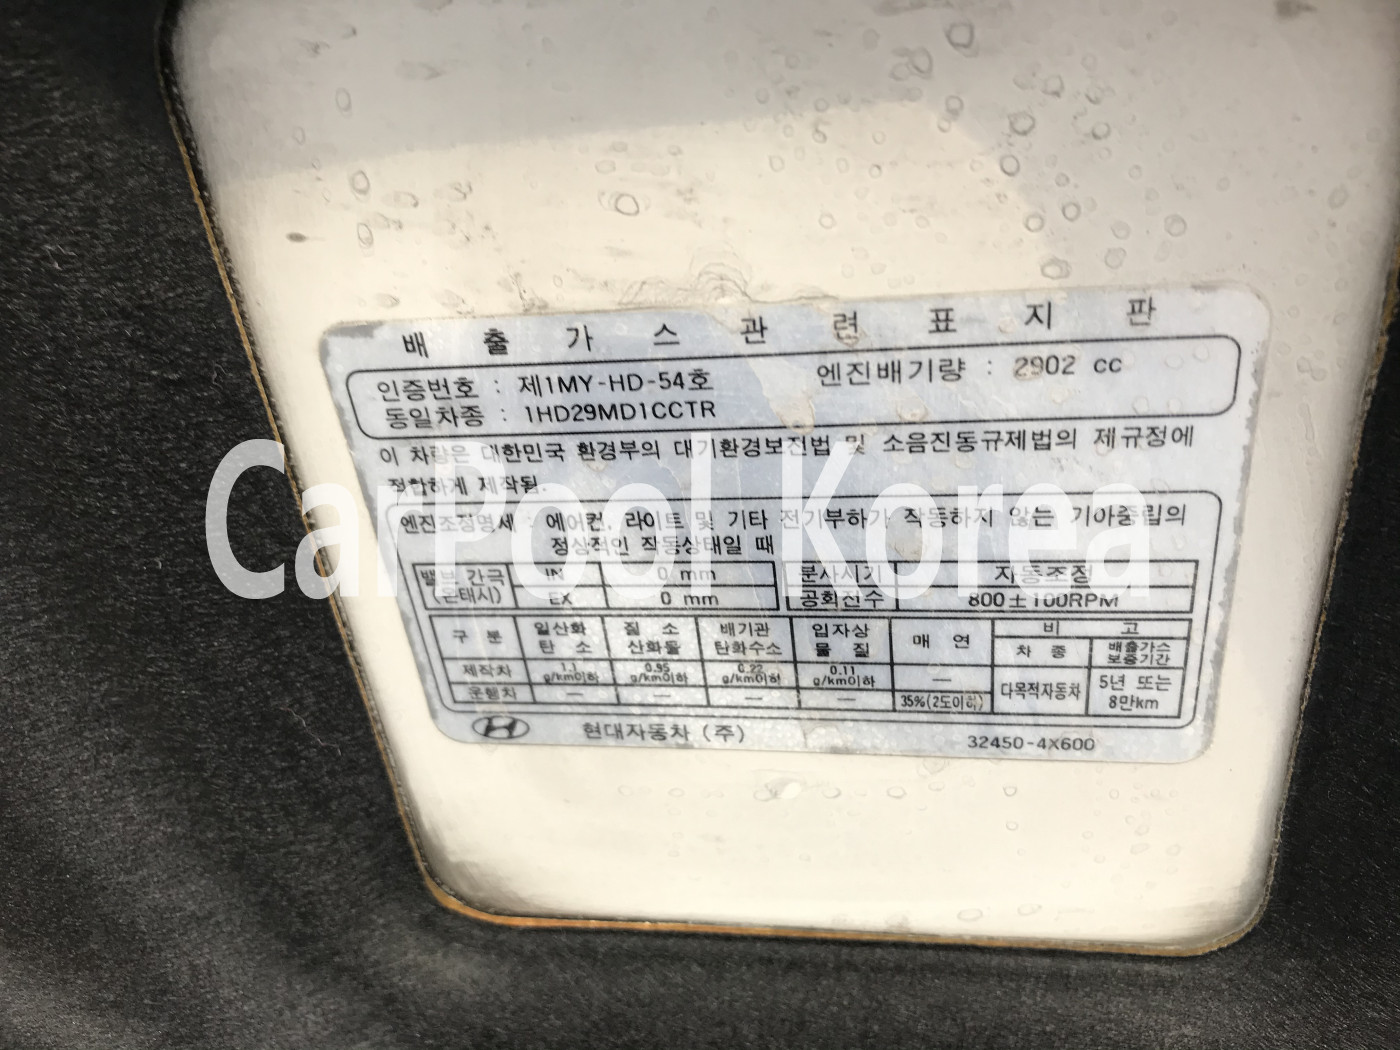 배 출 가 스 관 련 표 지 판
인증번호 : 제1MY-HD-54호 엔진배기량 : 2902 cc
동일차종 : 1HD29MD1CCTR
이 차량은 대한민국 환경부의 대기환경보전법 및 소음진동규제법의 제규정에
적합하게 제작됨.
엔진조정명세 : 에어컨, 라이트 및 기타 전기부하가 작동하지 않는 기아중립의
정상적인 작동상태일 때
밸브 간극 (온태시) IN 0 mm 분사시기 자동조정
EX 0 mm 공회전수 800±100RPM
구 분 일산화 탄 소 질 소 산화물 배기관 탄화수소 입자상 물 질 매 연 비 고
차 종 배출가스 보증기간
제작차 1.1 g/km이하 0.95 g/km이하 0.22 g/km이하 0.11 g/km이하 — 다목적자동차 5년 또는 8만km
운행차 — — — — 35%(2도이하)
현대자동차 (주) 32450-4X600
CarPool Korea